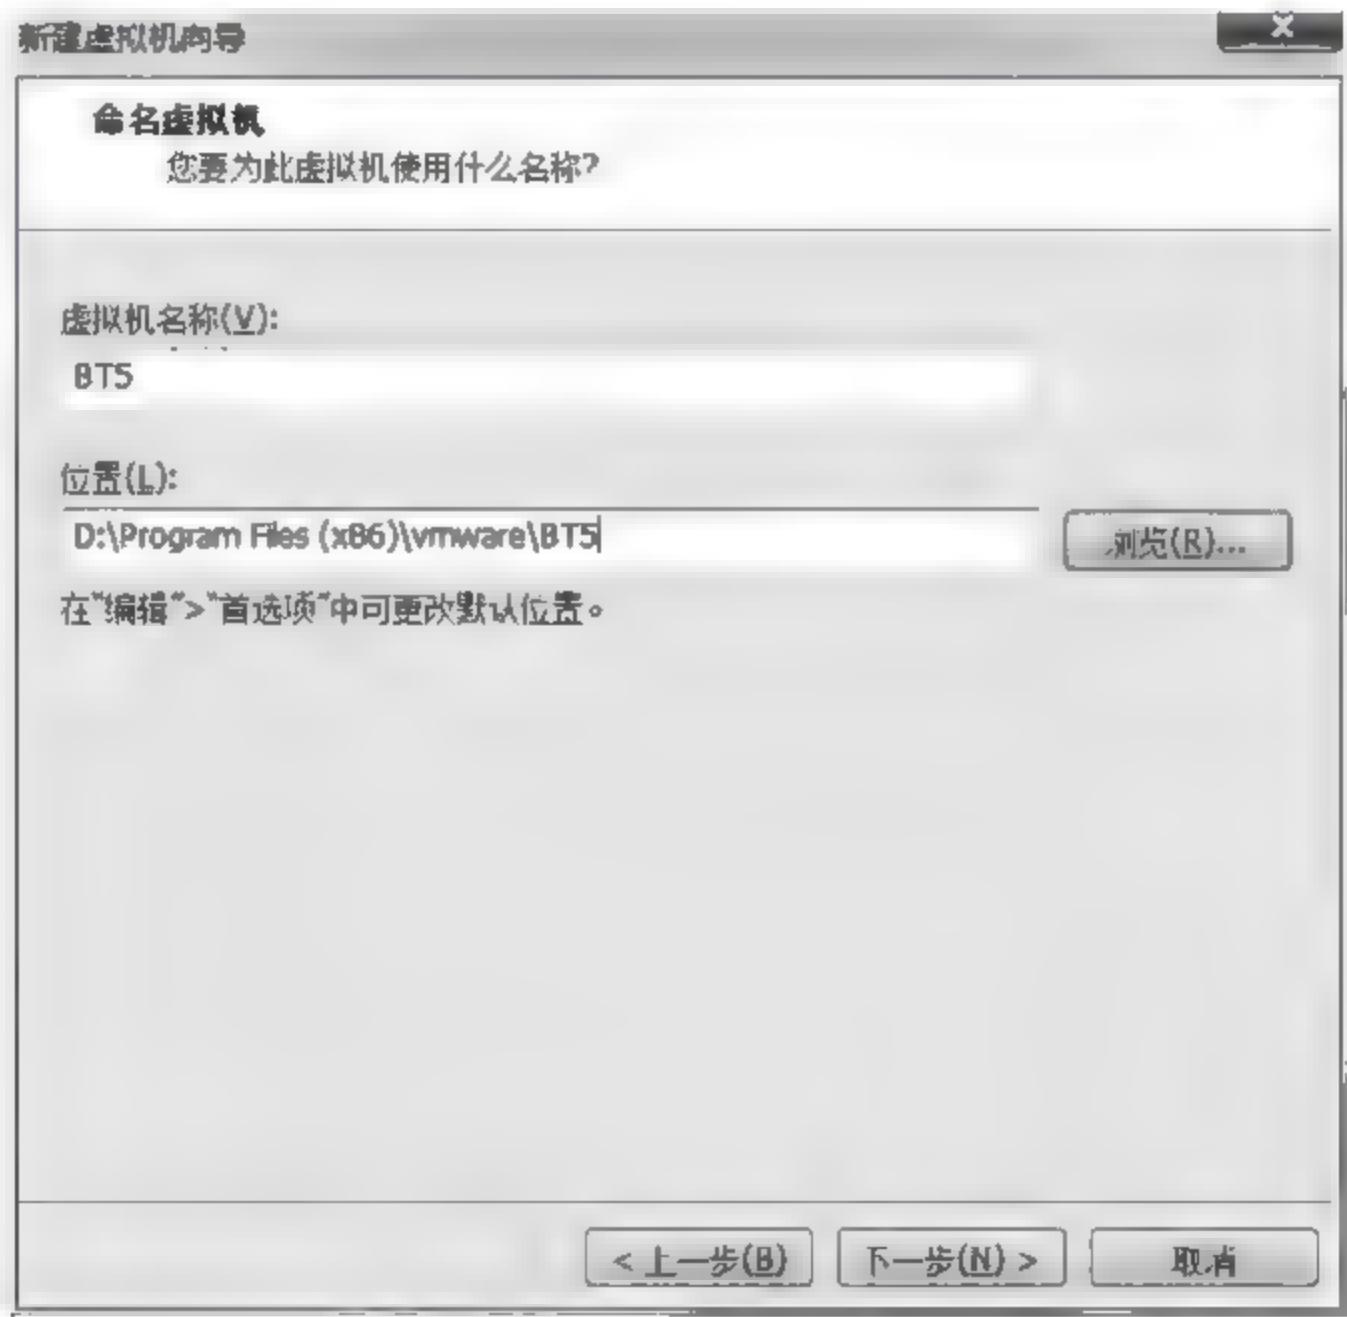 新建虚拟机向导
命名虚拟机
您要为此虚拟机使用什么名称?
虚拟机名称(V):
BT5
位置(L):
D:\Program Files (x86)\vmware\BT5
浏览(R)...
在"编辑">"首选项"中可更改默认位置。
< 上一步(B)
下一步(N) >
取消